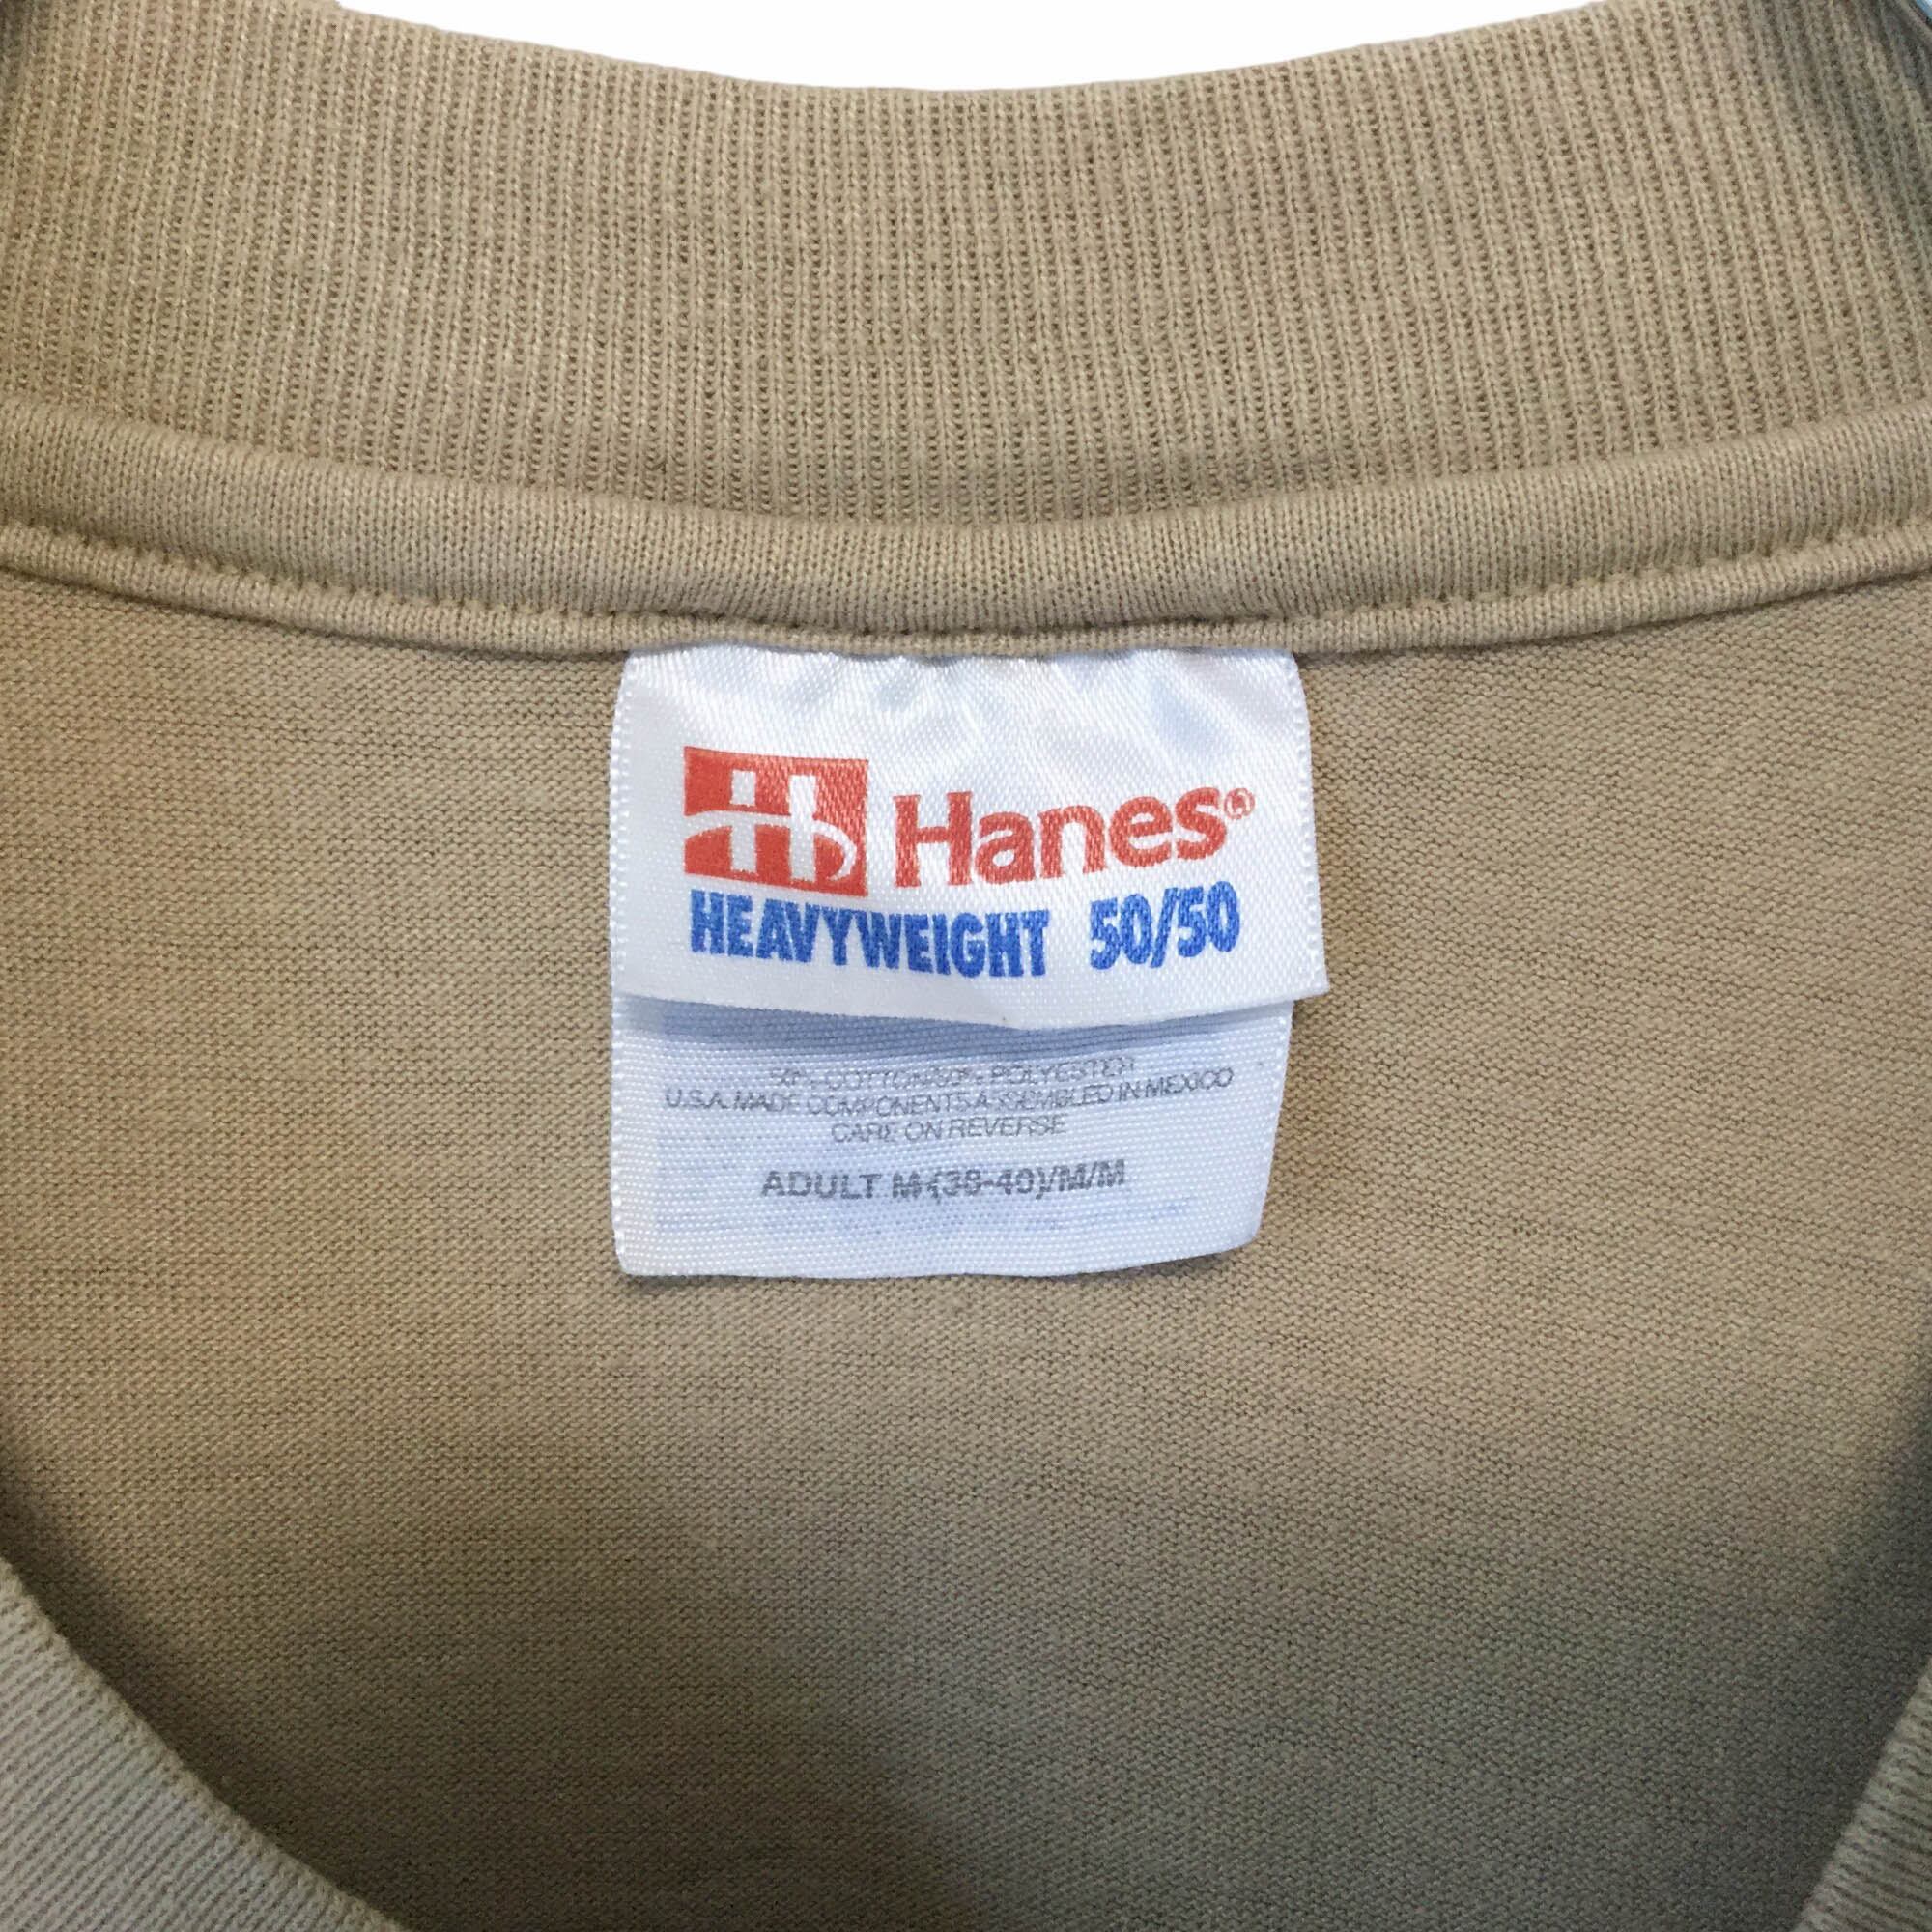 Hanes®
HEAVYWEIGHT 50/50
50% COTTON/50% POLYESTER
U.S.A. MADE COMPONENTS ASSEMBLED IN MEXICO
CARE ON REVERSE
ADULT M (38-40)/M/M